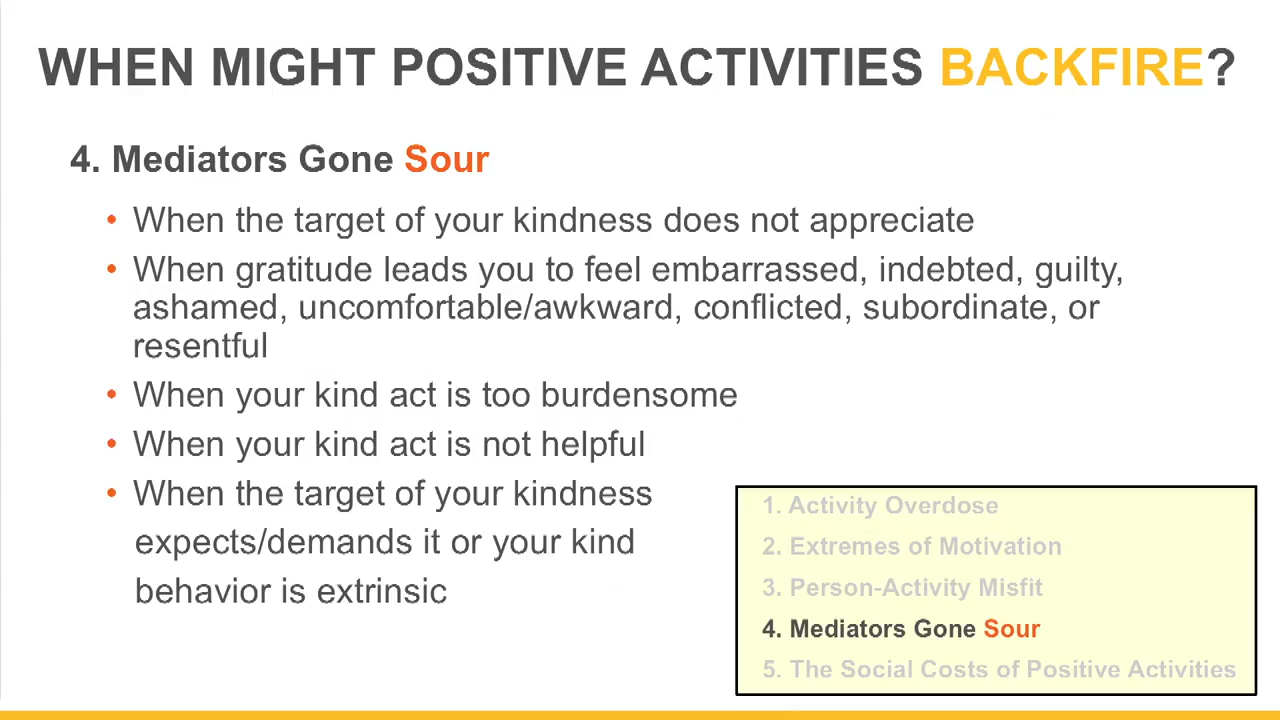 WHEN MIGHT POSITIVE ACTIVITIES BACKFIRE?
4. Mediators Gone Sour
• When the target of your kindness does not appreciate
• When gratitude leads you to feel embarrassed, indebted, guilty,
ashamed, uncomfortable/awkward, conflicted, subordinate, or
resentful
• When your kind act is too burdensome
• When your kind act is not helpful
• When the target of your kindness
expects/demands it or your kind
behavior is extrinsic
1. Activity Overdose
2. Extremes of Motivation
3. Person-Activity Misfit
4. Mediators Gone Sour
5. The Social Costs of Positive Activities